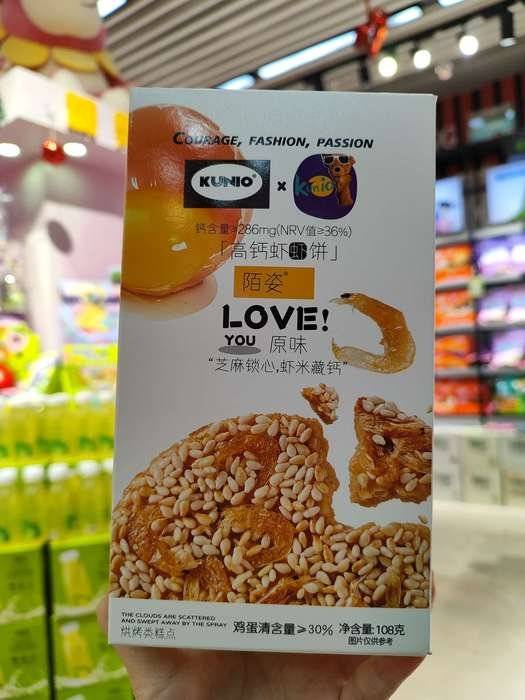 COURAGE, FASHION, PASSION
KUNIO® × kunio
钙含量≥286mg(NRV值≥36%)
「高钙虾虾饼」
陌姿®
LOVE!
YOU 原味
“芝麻锁心,虾米藏钙”
THE CLOUDS ARE SCATTERED
AND SWEPT AWAY BY THE SPRAY
烘烤类糕点
鸡蛋清含量≥30% 净含量:108克
图片仅供参考